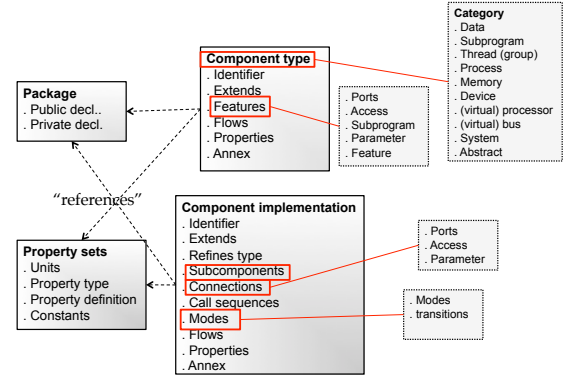 Category
. Data
. Subprogram
. Thread (group)
. Process
. Memory
. Device
. (virtual) processor
. (virtual) bus
. System
. Abstract
Component type
. Identifier
. Extends
. Features
. Flows
. Properties
. Annex
. Ports
. Access
. Subprogram
. Parameter
. Feature
Package
. Public decl..
. Private decl.
“references”
Component implementation
. Identifier
. Extends
. Refines type
. Subcomponents
. Connections
. Call sequences
. Modes
. Flows
. Properties
. Annex
. Ports
. Access
. Parameter
Property sets
. Units
. Property type
. Property definition
. Constants
. Modes
. transitions